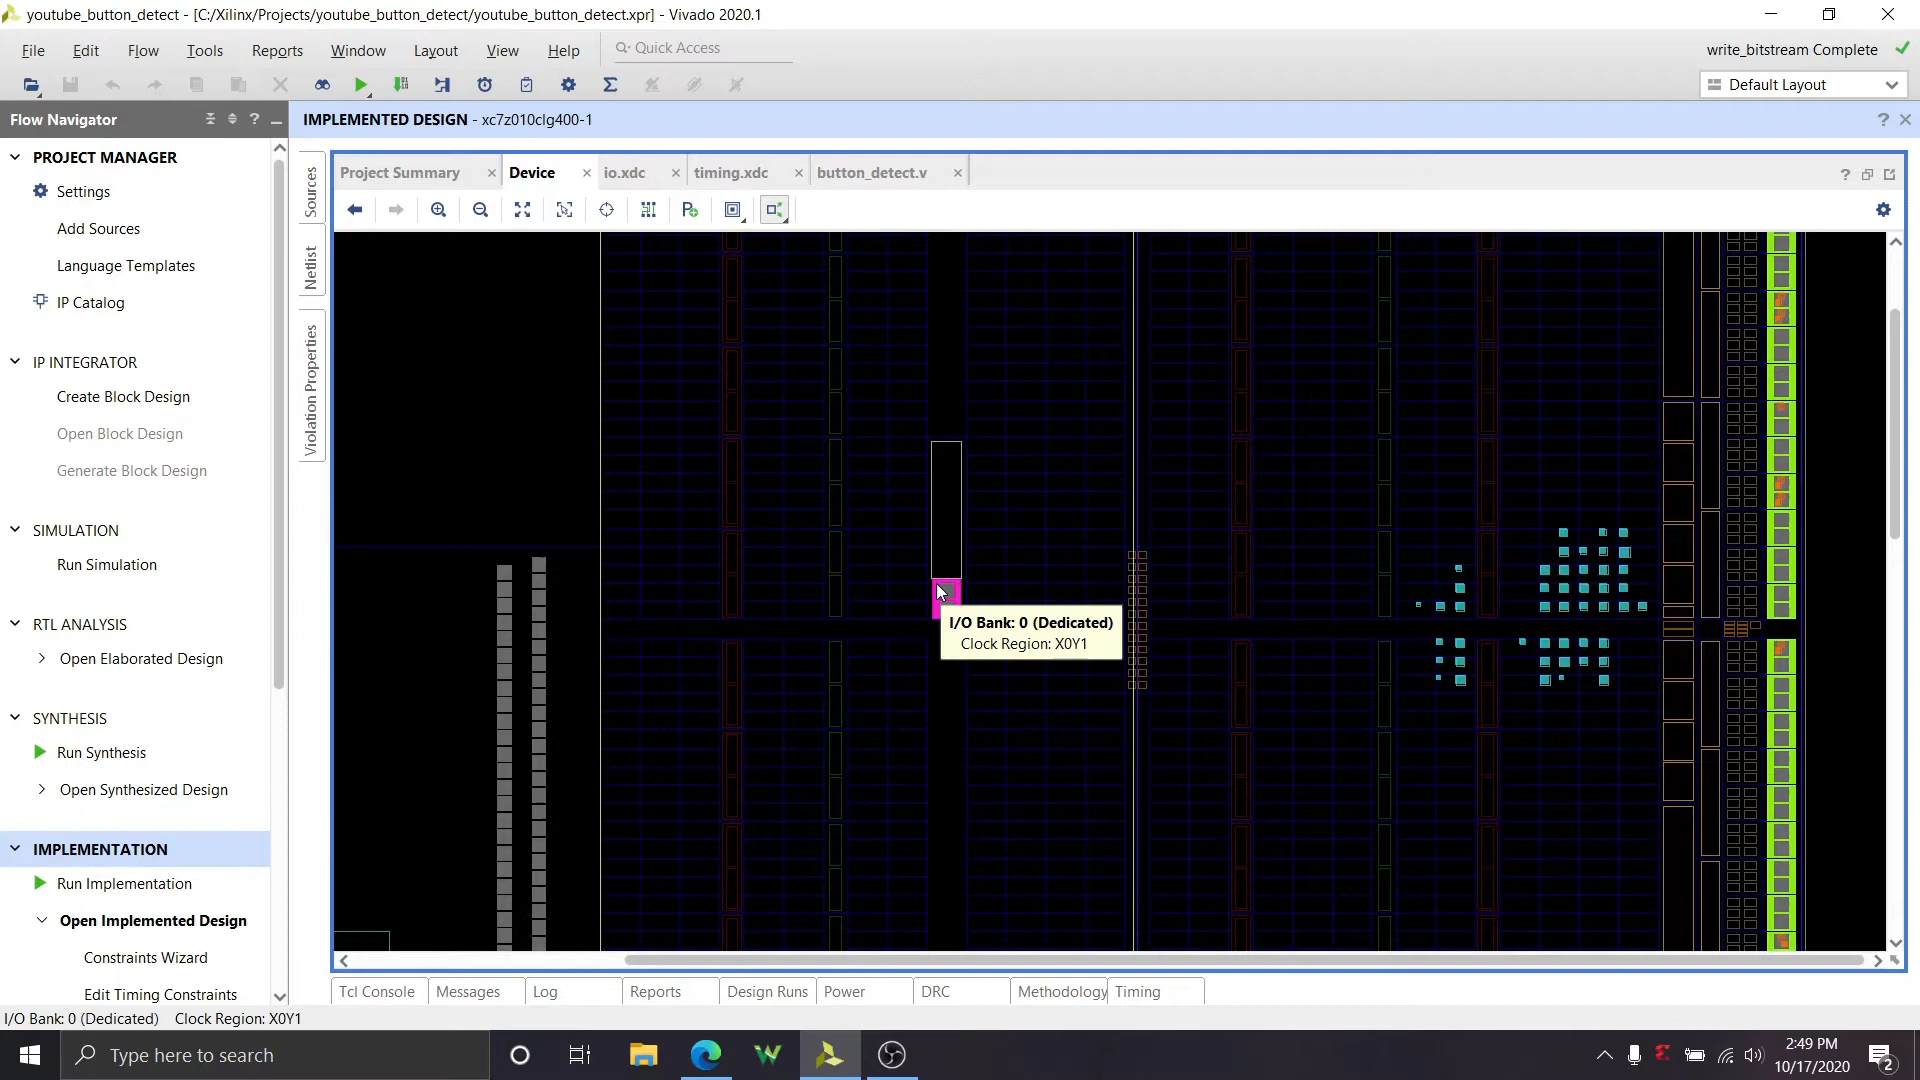 youtube_button_detect - [C:/Xilinx/Projects/youtube_button_detect/youtube_button_detect.xpr] - Vivado 2020.1
File Edit Flow Tools Reports Window Layout View Help Quick Access
write_bitstream Complete
Default Layout
Flow Navigator
IMPLEMENTED DESIGN - xc7z010clg400-1
PROJECT MANAGER
Settings
Add Sources
Language Templates
IP Catalog
IP INTEGRATOR
Create Block Design
Open Block Design
Generate Block Design
SIMULATION
Run Simulation
RTL ANALYSIS
Open Elaborated Design
SYNTHESIS
Run Synthesis
Open Synthesized Design
IMPLEMENTATION
Run Implementation
Open Implemented Design
Constraints Wizard
Edit Timing Constraints
Sources
Netlist
Violation Properties
Project Summary Device io.xdc timing.xdc button_detect.v
I/O Bank: 0 (Dedicated)
Clock Region: X0Y1
Tcl Console Messages Log Reports Design Runs Power DRC Methodology Timing
I/O Bank: 0 (Dedicated) Clock Region: X0Y1
Type here to search
2:49 PM
10/17/2020
2